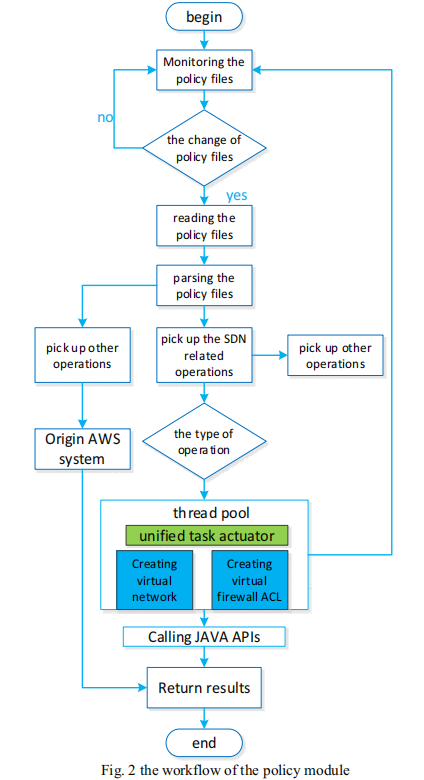 begin
Monitoring the
policy files
no
the change of
policy files
yes
reading the
policy files
parsing the
policy files
pick up other
operations
pick up the SDN
related
operations
pick up other
operations
Origin AWS
system
the type of
operation
thread pool
unified task actuator
Creating
virtual
network
Creating
virtual
firewall ACL
Calling JAVA APIs
Return results
end
Fig. 2 the workflow of the policy module